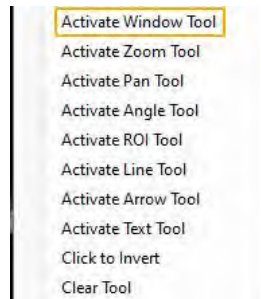 Activate Window Tool
Activate Zoom Tool
Activate Pan Tool
Activate Angle Tool
Activate ROI Tool
Activate Line Tool
Activate Arrow Tool
Activate Text Tool
Click to Invert
Clear Tool